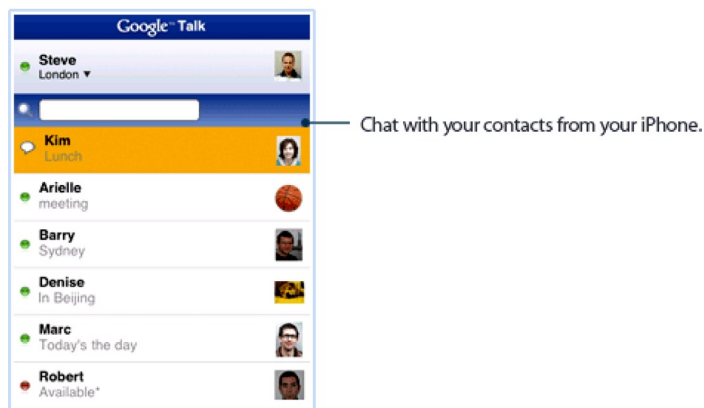 Google™ Talk
Steve
London ▼
Chat with your contacts from your iPhone.
Kim
Lunch
Arielle
meeting
Barry
Sydney
Denise
In Beijing
Marc
Today's the day
Robert
Available*